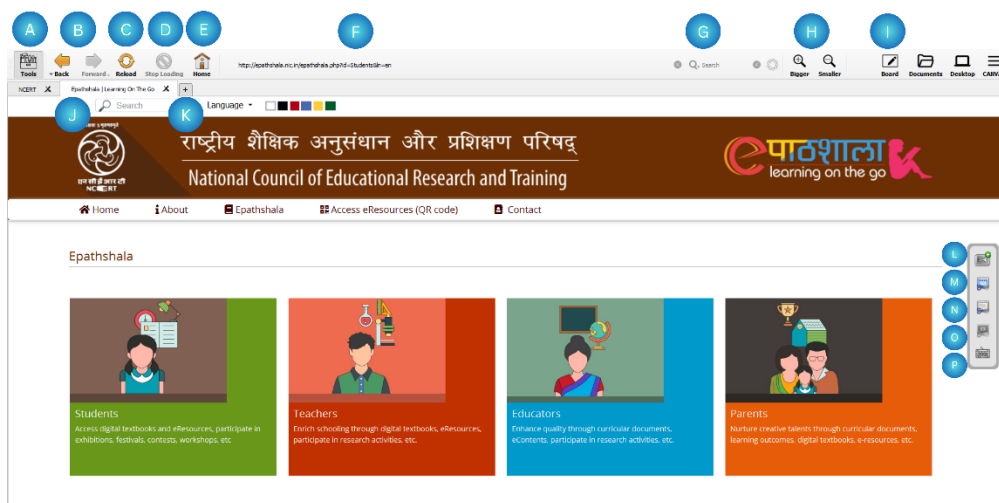 A B C D E F G H I
Tools Back Forward Reload Stop Loading Home http://epathshala.nic.in/epathshala.php?id=Students&ln=en Search Bigger Smaller Board Documents Desktop
NCERT X Epathshala | Learning On The Go X +
J Search K Language
राष्ट्रीय शैक्षिक अनुसंधान और प्रशिक्षण परिषद्
National Council of Educational Research and Training
एन सी ई आर टी
NCERT
eपाठशाला
learning on the go
Home About Epathshala Access eResources (QR code) Contact
Epathshala
L
M
N
O
P
Students
Access digital textbooks and eResources, participate in
exhibitions, festivals, contests, workshops, etc
Teachers
Enrich schooling through digital textbooks, eResources,
participate in research activities, etc.
Educators
Enhance quality through curricular documents,
eContents, participate in research activities, etc.
Parents
Nurture creative talents through curricular documents,
learning outcomes, digital textbooks, e-resources, etc.